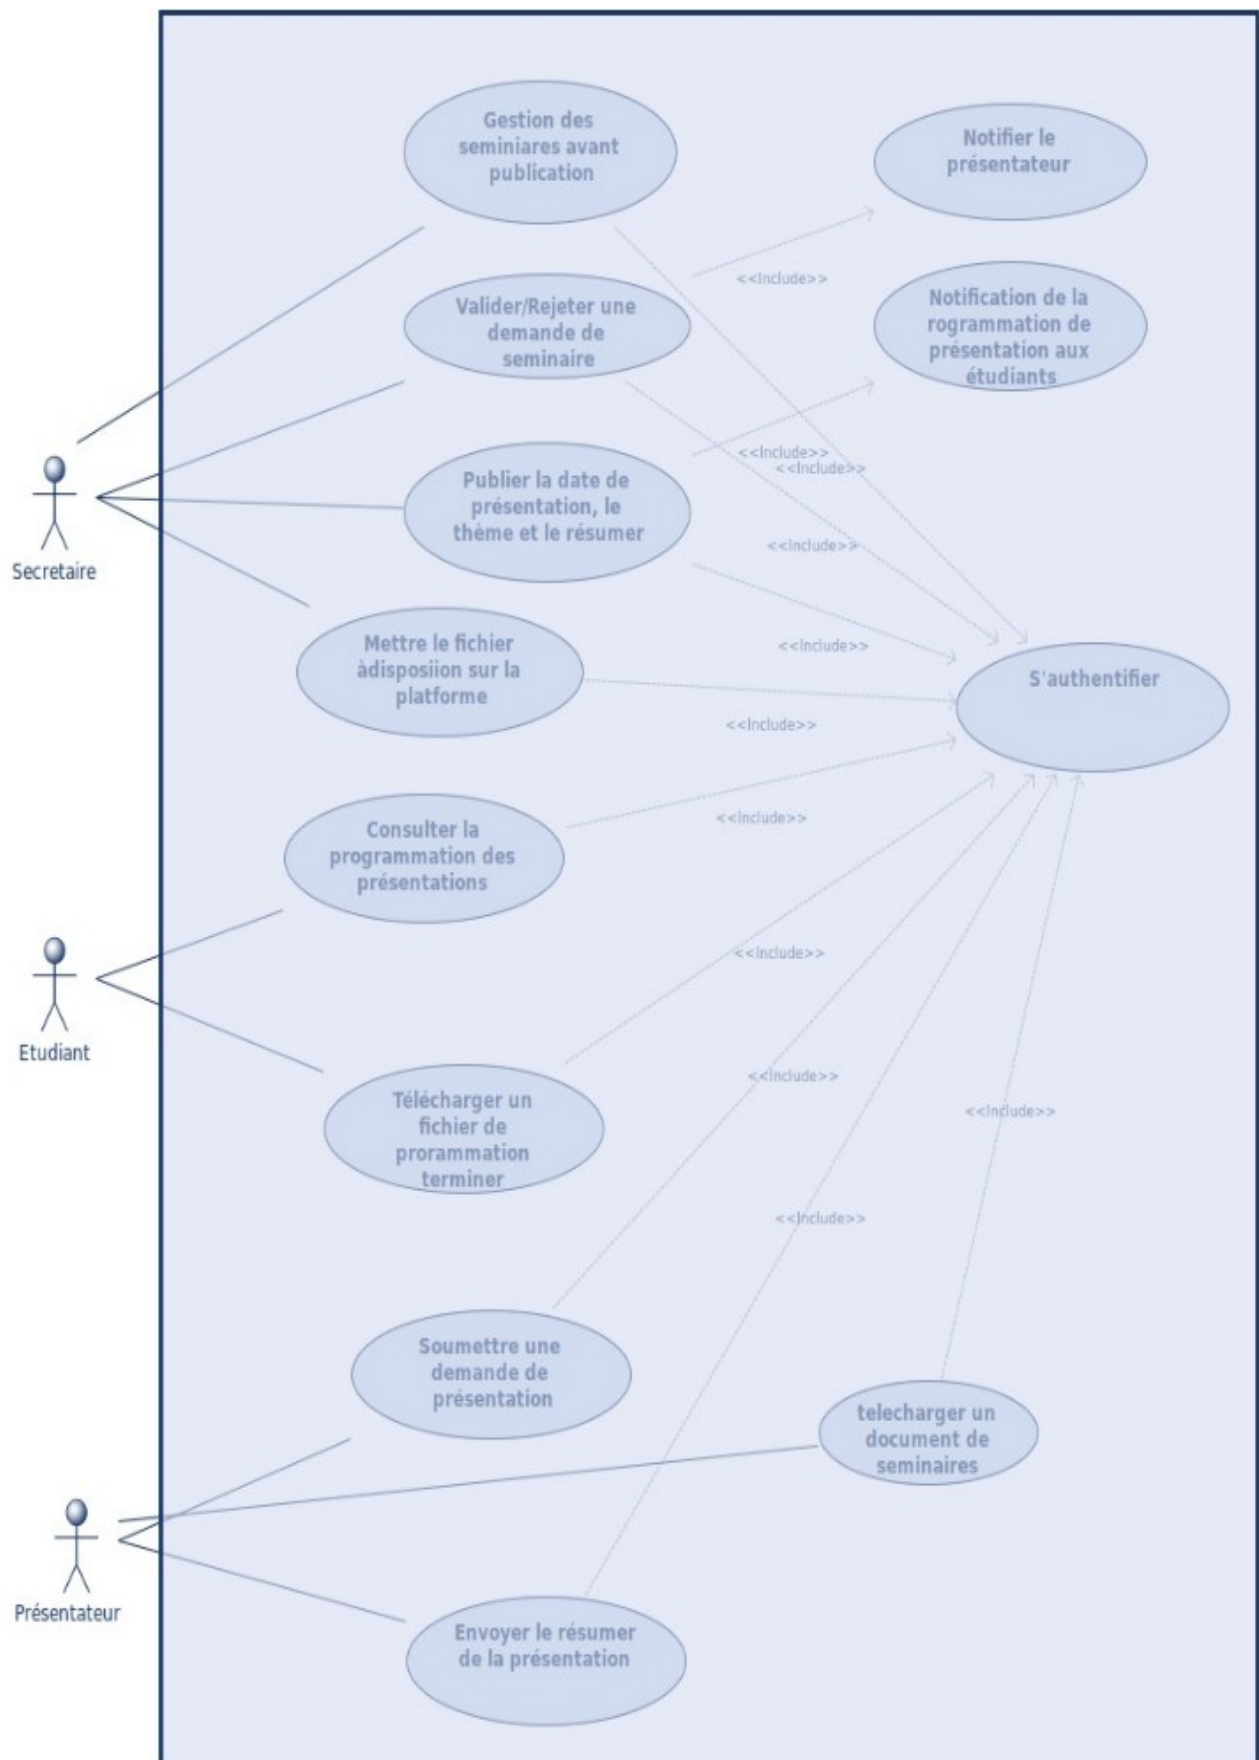 Gestion des
seminiares avant
publication
Notifier le
présentateur
<<Include>>
Valider/Rejeter une
demande de
seminaire
Notification de la
rogrammation de
présentation aux
étudiants
<<Include>>
<<Include>>
Publier la date de
présentation, le
thème et le résumer
<<Include>>
Secretaire
<<Include>>
Mettre le fichier
àdisposiion sur la
platforme
S'authentifier
<<Include>>
<<Include>>
Consulter la
programmation des
présentations
<<Include>>
Etudiant
<<Include>>
Télécharger un
fichier de
prorammation
terminer
<<Include>>
<<Include>>
Soumettre une
demande de
présentation
telecharger un
document de
seminaires
Présentateur
Envoyer le résumer
de la présentation